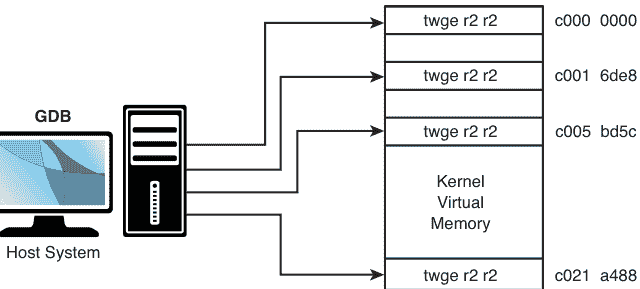 twge r2 r2 c000 0000
twge r2 r2 c001 6de8
GDB
twge r2 r2 c005 bd5c
Kernel
Virtual
Memory
Host System
twge r2 r2 c021 a488